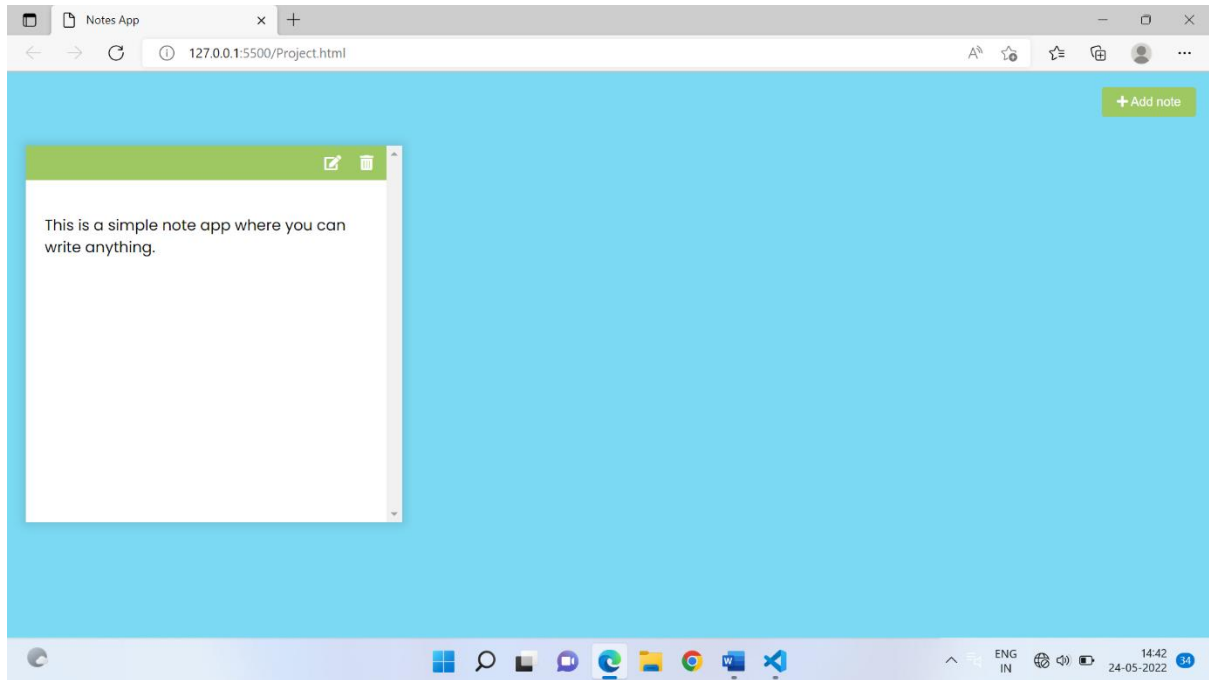 Notes App
127.0.0.1:5500/Project.html
+ Add note
This is a simple note app where you can
write anything.
ENG
IN
14:42
24-05-2022
34